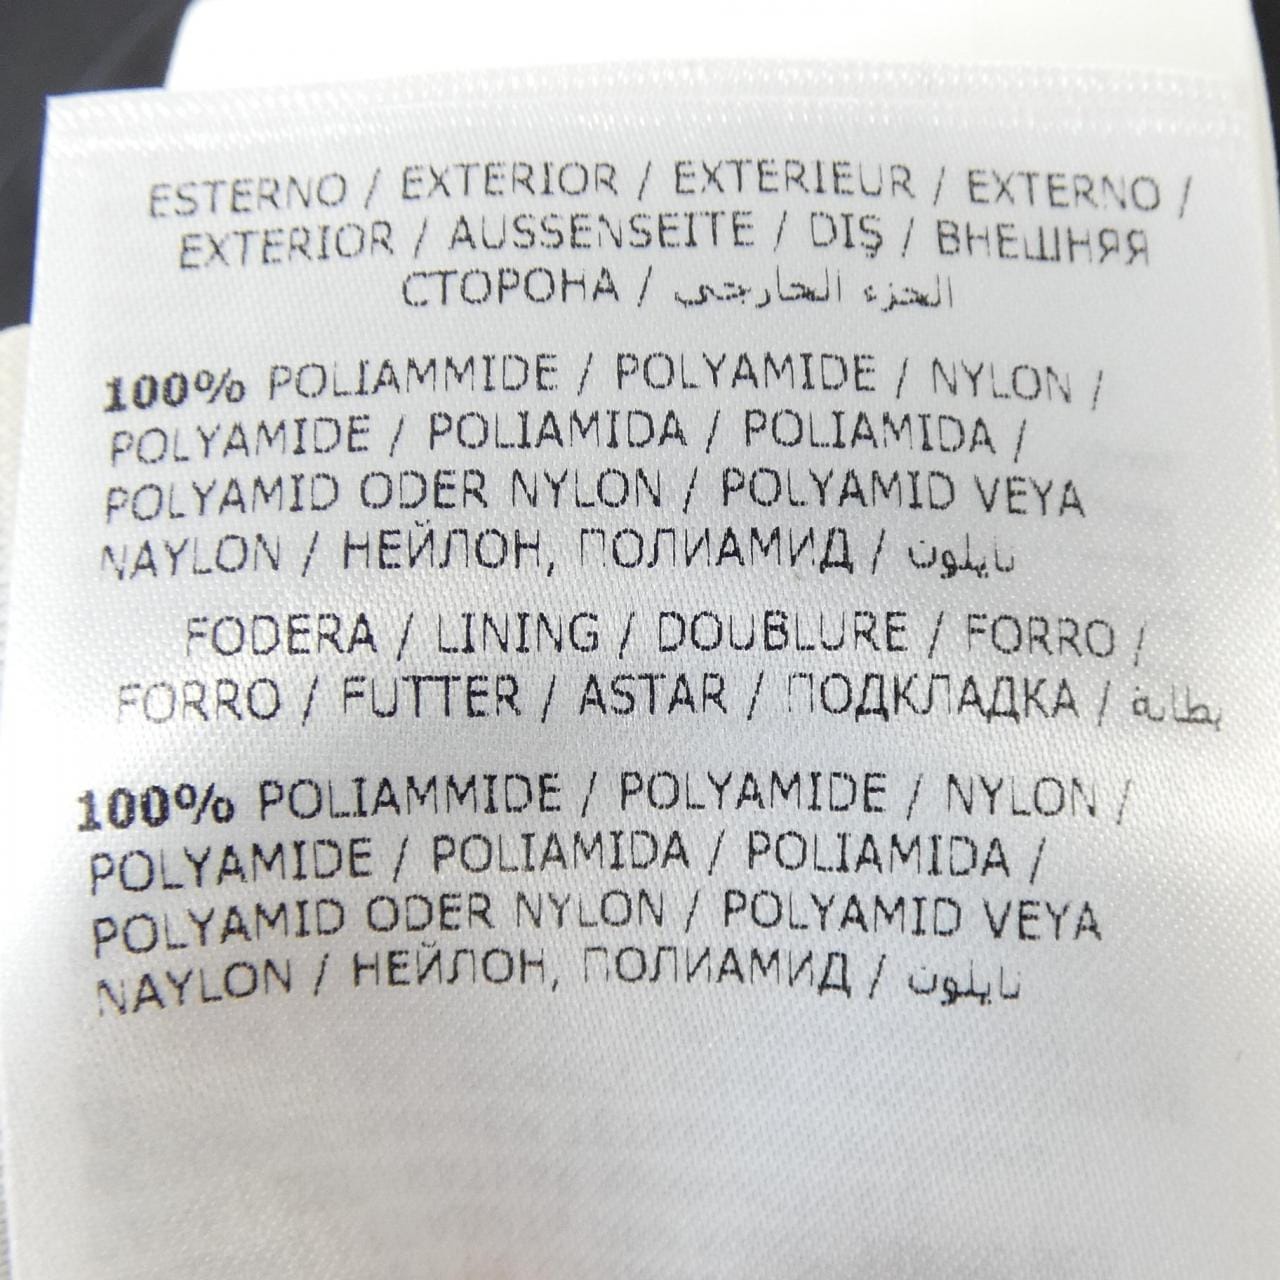 ESTERNO / EXTERIOR / EXTERIEUR / EXTERNO /
EXTERIOR / AUSSENSEITE / DIŞ / ВНЕШНЯЯ
СТОРОНА / الجزء الخارجي
100% POLIAMMIDE / POLYAMIDE / NYLON /
POLYAMIDE / POLIAMIDA / POLIAMIDA /
POLYAMID ODER NYLON / POLYAMID VEYA
NAYLON / НЕЙЛОН, ПОЛИАМИД / نايلون
FODERA / LINING / DOUBLURE / FORRO /
FORRO / FUTTER / ASTAR / ПОДКЛАДКА / بطانة
100% POLIAMMIDE / POLYAMIDE / NYLON /
POLYAMIDE / POLIAMIDA / POLIAMIDA /
POLYAMID ODER NYLON / POLYAMID VEYA
NAYLON / НЕЙЛОН, ПОЛИАМИД / نايلون